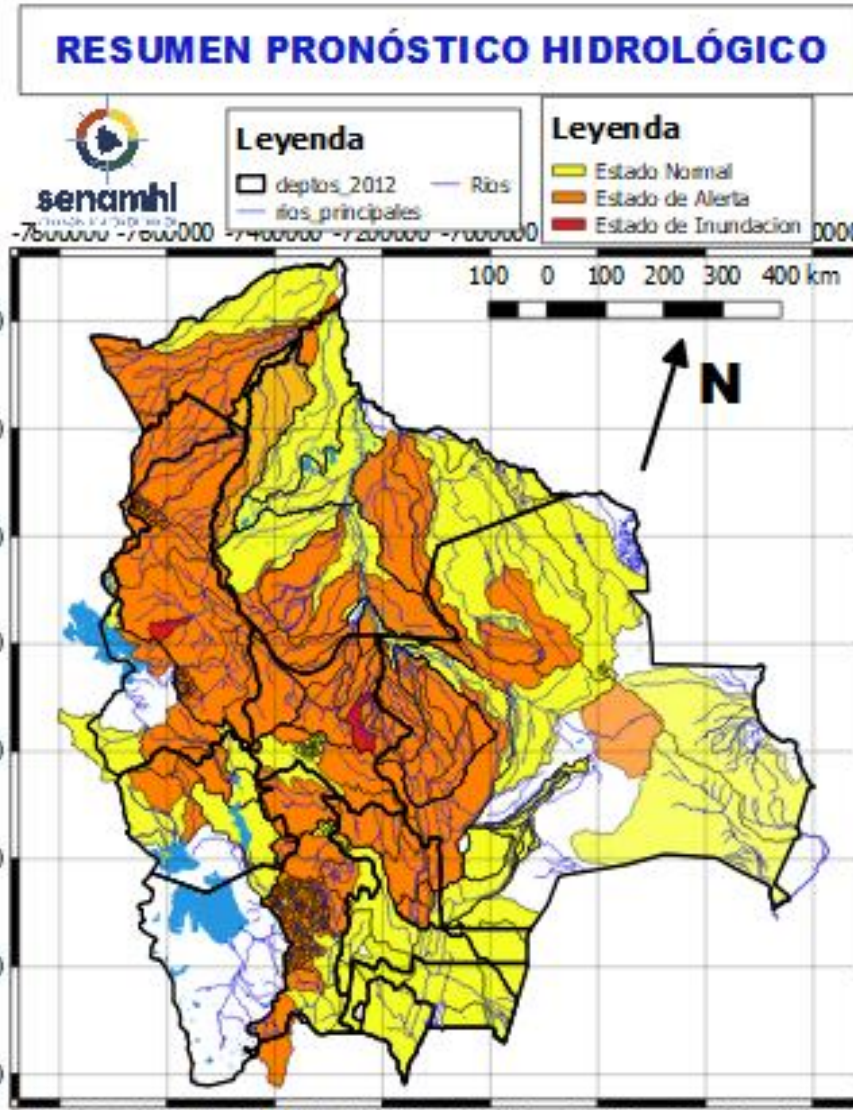 RESUMEN PRONÓSTICO HIDROLÓGICO
senamhi
Leyenda
deptos_2012
Rios
rios_principales
Leyenda
Estado Normal
Estado de Alerta
Estado de Inundacion
-7600000 -7400000 -7200000 -7000000
100 0 100 200 300 400 km
N